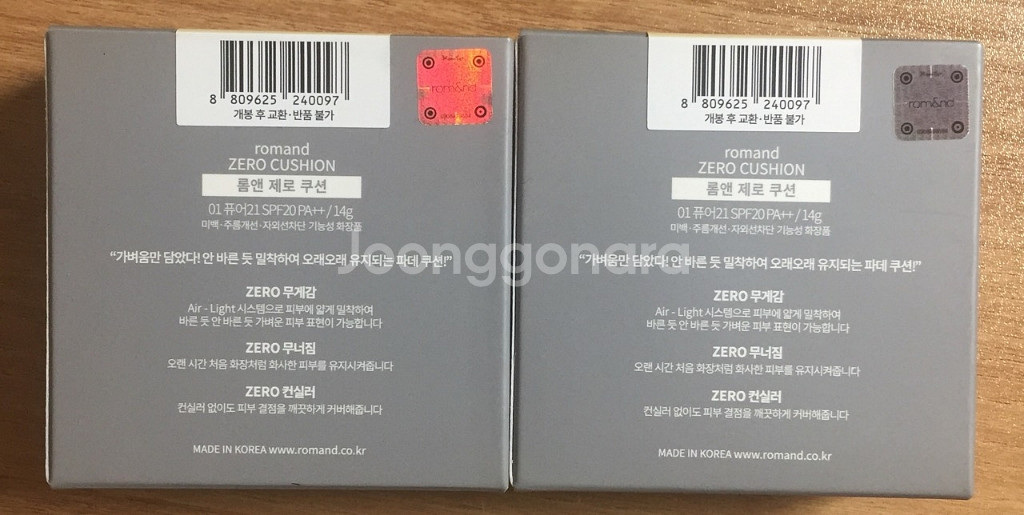 8 809625 240097
개봉 후 교환·반품 불가
rom&nd
romand
ZERO CUSHION
롬앤 제로 쿠션
01 퓨어21 SPF20 PA++ / 14g
미백·주름개선·자외선차단 기능성 화장품
“가벼움만 담았다! 안 바른 듯 밀착하여 오래오래 유지되는 파데 쿠션!”
ZERO 무게감
Air - Light 시스템으로 피부에 얇게 밀착하여
바른 듯 안 바른 듯 가벼운 피부 표현이 가능합니다
ZERO 무너짐
오랜 시간 처음 화장처럼 화사한 피부를 유지시켜줍니다
ZERO 컨실러
컨실러 없이도 피부 결점을 깨끗하게 커버해줍니다
MADE IN KOREA www.romand.co.kr
8 809625 240097
개봉 후 교환·반품 불가
rom&nd
romand
ZERO CUSHION
롬앤 제로 쿠션
01 퓨어21 SPF20 PA++ / 14g
미백·주름개선·자외선차단 기능성 화장품
“가벼움만 담았다! 안 바른 듯 밀착하여 오래오래 유지되는 파데 쿠션!”
ZERO 무게감
Air - Light 시스템으로 피부에 얇게 밀착하여
바른 듯 안 바른 듯 가벼운 피부 표현이 가능합니다
ZERO 무너짐
오랜 시간 처음 화장처럼 화사한 피부를 유지시켜줍니다
ZERO 컨실러
컨실러 없이도 피부 결점을 깨끗하게 커버해줍니다
MADE IN KOREA www.romand.co.kr
Joonggonara